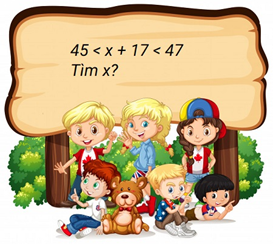 45 < x + 17 < 47
Tìm x?